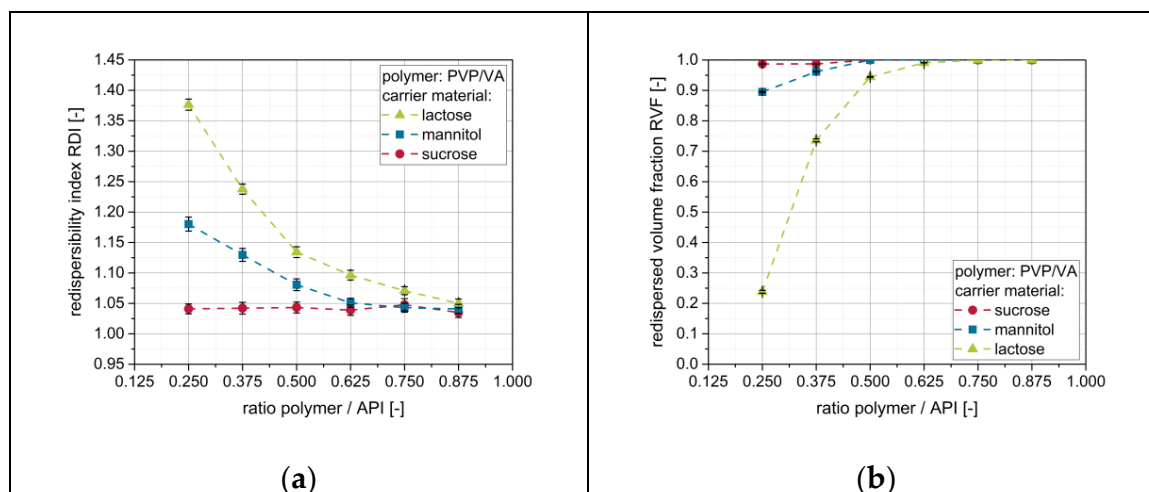 1.45
1.40
1.35
1.30
1.25
1.20
1.15
1.10
1.05
1.00
0.95
redispersibility index RDI [-]
polymer: PVP/VA
carrier material:
lactose
mannitol
sucrose
0.125 0.250 0.375 0.500 0.625 0.750 0.875 1.000
ratio polymer / API [-]
(a)
1.0
0.9
0.8
0.7
0.6
0.5
0.4
0.3
0.2
0.1
0.0
redispersed volume fraction RVF [-]
polymer: PVP/VA
carrier material:
sucrose
mannitol
lactose
0.125 0.250 0.375 0.500 0.625 0.750 0.875 1.000
ratio polymer / API [-]
(b)